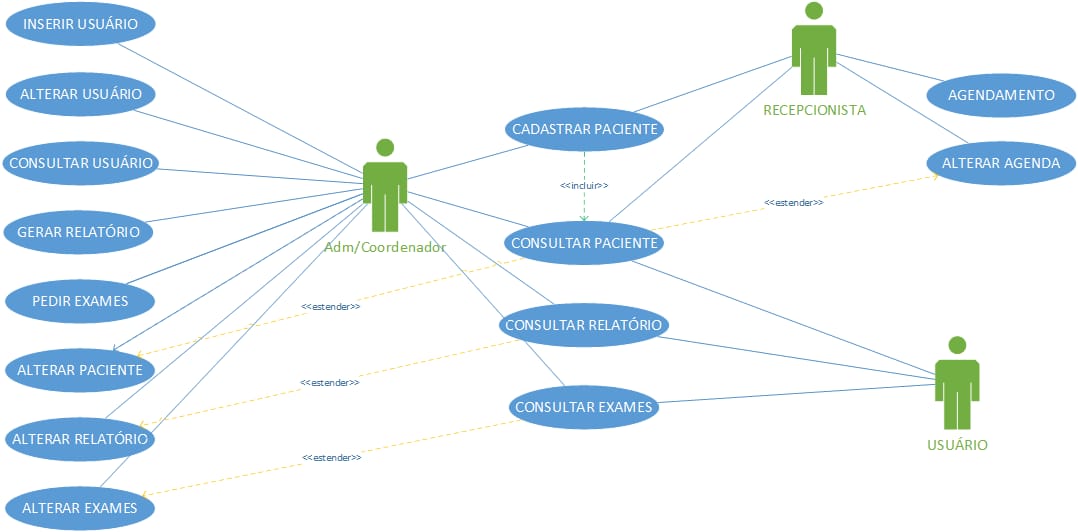 INSERIR USUÁRIO
ALTERAR USUÁRIO
CONSULTAR USUÁRIO
GERAR RELATÓRIO
PEDIR EXAMES
ALTERAR PACIENTE
ALTERAR RELATÓRIO
ALTERAR EXAMES
Adm/Coordenador
CADASTRAR PACIENTE
<<incluir>>
CONSULTAR PACIENTE
<<estender>>
CONSULTAR RELATÓRIO
<<estender>>
CONSULTAR EXAMES
<<estender>>
RECEPCIONISTA
AGENDAMENTO
ALTERAR AGENDA
<<estender>>
USUÁRIO